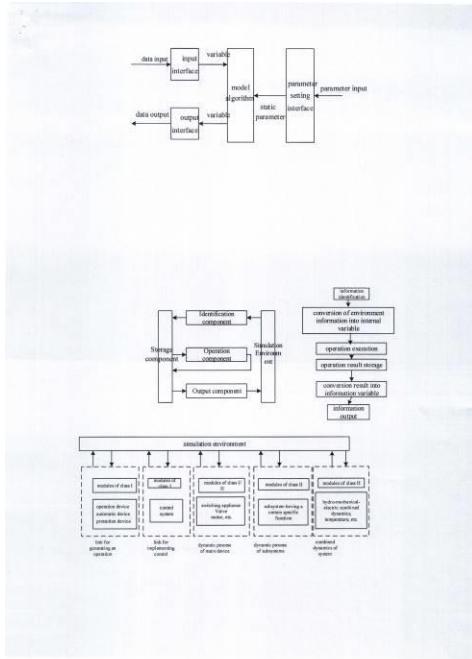 data input
input
interface
variable
model
algorithm
parameter
setting
interface
parameter input
static
parameter
data output
output
interface
variable
Identification
component
Storage
component
Operation component
Simulation
Environm
ent
Output component
information
identification
conversion of environment
information into internal
variable
operation execution
operation result storage
conversion result into
information variable
information
output
simulation environment
modules of class I
operation device
automatic device
protection device
link for
generating an
operation
modules of
class I
control
system
link for
implementing
control
modules of class I/
II
switching appliance
Valve
motor, etc.
dynamic process
of main device
modules of class II
subsystem having a
certain specific
function
dynamic process
of subsystems
modules of class II
hydro-mechanical-
electric combined
dynamics,
temperature, etc.
combined
dynamics of
system